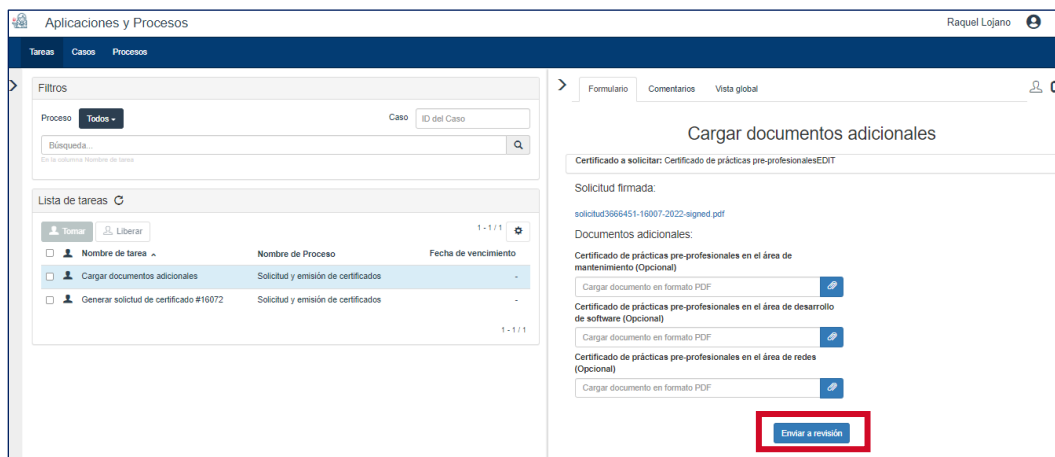 Aplicaciones y Procesos
Raquel Lojano
Tareas Casos Procesos
Filtros
Proceso Todos Caso ID del Caso
Búsqueda...
En la columna Nombre de tarea
Lista de tareas
Tomar Liberar 1 - 1 / 1
Nombre de tarea Nombre de Proceso Fecha de vencimiento
Cargar documentos adicionales Solicitud y emisión de certificados -
Generar solictud de certificado #16072 Solicitud y emisión de certificados -
1 - 1 / 1
Formulario Comentarios Vista global
Cargar documentos adicionales
Certificado a solicitar: Certificado de prácticas pre-profesionalesEDIT
Solicitud firmada:
solicitud3666451-16007-2022-signed.pdf
Documentos adicionales:
Certificado de prácticas pre-profesionales en el área de
mantenimiento (Opcional)
Cargar documento en formato PDF
Certificado de prácticas pre-profesionales en el área de desarrollo
de software (Opcional)
Cargar documento en formato PDF
Certificado de prácticas pre-profesionales en el área de redes
(Opcional)
Cargar documento en formato PDF
Enviar a revisión